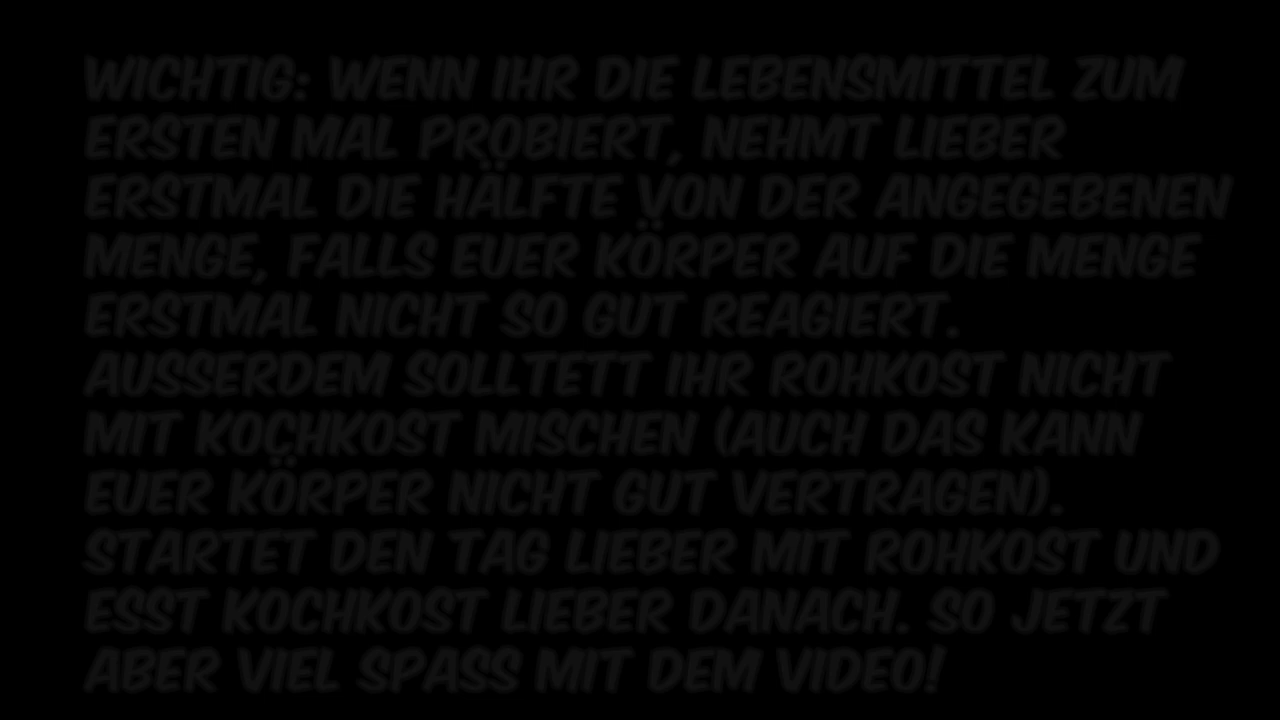 WICHTIG: WENN IHR DIE LEBENSMITTEL ZUM
ERSTEN MAL PROBIERT, NEHMT LIEBER
ERSTMAL DIE HÄLFTE VON DER ANGEGEBENEN
MENGE, FALLS EUER KÖRPER AUF DIE MENGE
ERSTMAL NICHT SO GUT REAGIERT.
AUSSERDEM SOLLTETT IHR ROHKOST NICHT
MIT KOCHKOST MISCHEN (AUCH DAS KANN
EUER KÖRPER NICHT GUT VERTRAGEN).
STARTET DEN TAG LIEBER MIT ROHKOST UND
ESST KOCHKOST LIEBER DANACH. SO JETZT
ABER VIEL SPASS MIT DEM VIDEO!